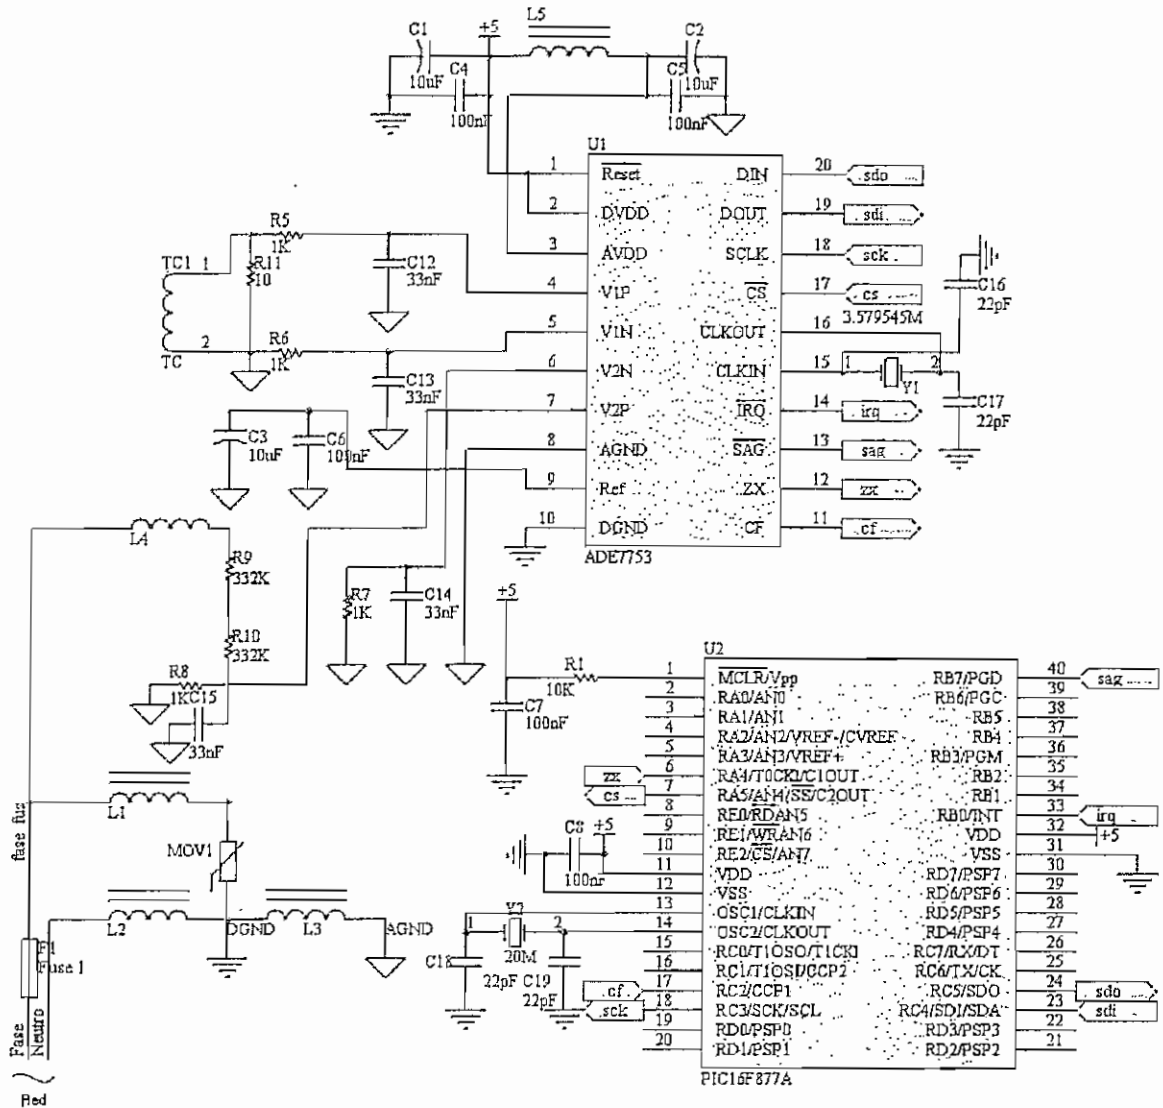 L5
C1
+5
C2
10uF
C4
C5
10uF
100nF
100nF
U1
1
Reset
DIN
20
sdo
2
DVDD
DOUT
19
sdi
3
AVDD
SCLK
18
sck
4
V1P
CS
17
cs
3.579545M
5
V1N
CLKOUT
16
6
V2N
CLKIN
15
1
2
Y1
7
V2P
IRQ
14
irq
8
AGND
SAG
13
sag
9
Ref
ZX
12
zx
10
DGND
CF
11
cf
ADE7753
C16
22pF
C17
22pF
R5
1K
TC1
1
R11
10
C12
33nF
2
TC
R6
1K
C13
33nF
C3
10uF
C6
100nF
L4
R9
332K
R10
332K
R7
1K
C14
33nF
R8
1K
C15
33nF
+5
R1
10K
C7
100nF
U2
1
MCLR/Vpp
RB7/PGD
40
sag
2
RA0/AN0
RB6/PGC
39
3
RA1/AN1
RB5
38
4
RA2/AN2/VREF-/CVREF
RB4
37
5
RA3/AN3/VREF+
RB3/PGM
36
zx
6
RA4/T0CKI/C1OUT
RB2
35
cs
7
RA5/AN4/SS/C2OUT
RB1
34
8
RE0/RDAN5
RB0/INT
33
irq
9
RE1/WRAN6
VDD
32
+5
10
RE2/CS/AN7
VSS
31
11
VDD
RD7/PSP7
30
12
VSS
RD6/PSP6
29
13
OSC1/CLKIN
RD5/PSP5
28
14
OSC2/CLKOUT
RD4/PSP4
27
15
RC0/T1OSO/T1CKI
RC7/RX/DT
26
16
RC1/T1OSI/CCP2
RC6/TX/CK
25
cf
17
RC2/CCP1
RC5/SDO
24
sdo
sck
18
RC3/SCK/SCL
RC4/SDI/SDA
23
sdi
19
RD0/PSP0
RD3/PSP3
22
20
RD1/PSP1
RD2/PSP2
21
PIC16F877A
C8
+5
100nF
1
2
20M
C18
22pF
C19
22pF
L1
MOV1
L2
DGND
L3
AGND
fase fus
F1
Fuse 1
Fase
Neutro
Red